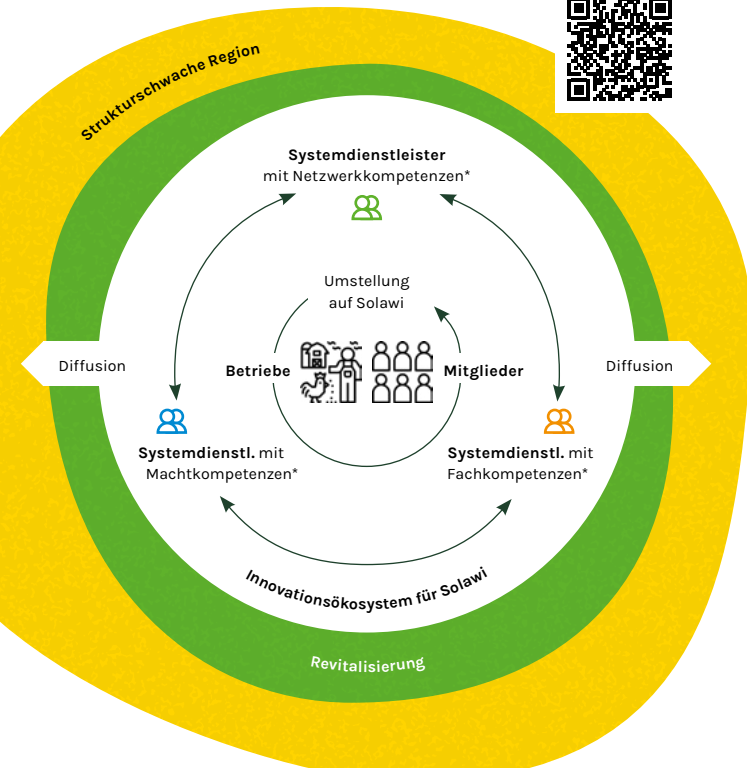 Strukturschwache Region
Systemdienstleister
mit Netzwerkkompetenzen*
Umstellung
auf Solawi
Diffusion
Betriebe
Mitglieder
Diffusion
Systemdienstl. mit
Machtkompetenzen*
Systemdienstl. mit
Fachkompetenzen*
Innovationsökosystem für Solawi
Revitalisierung